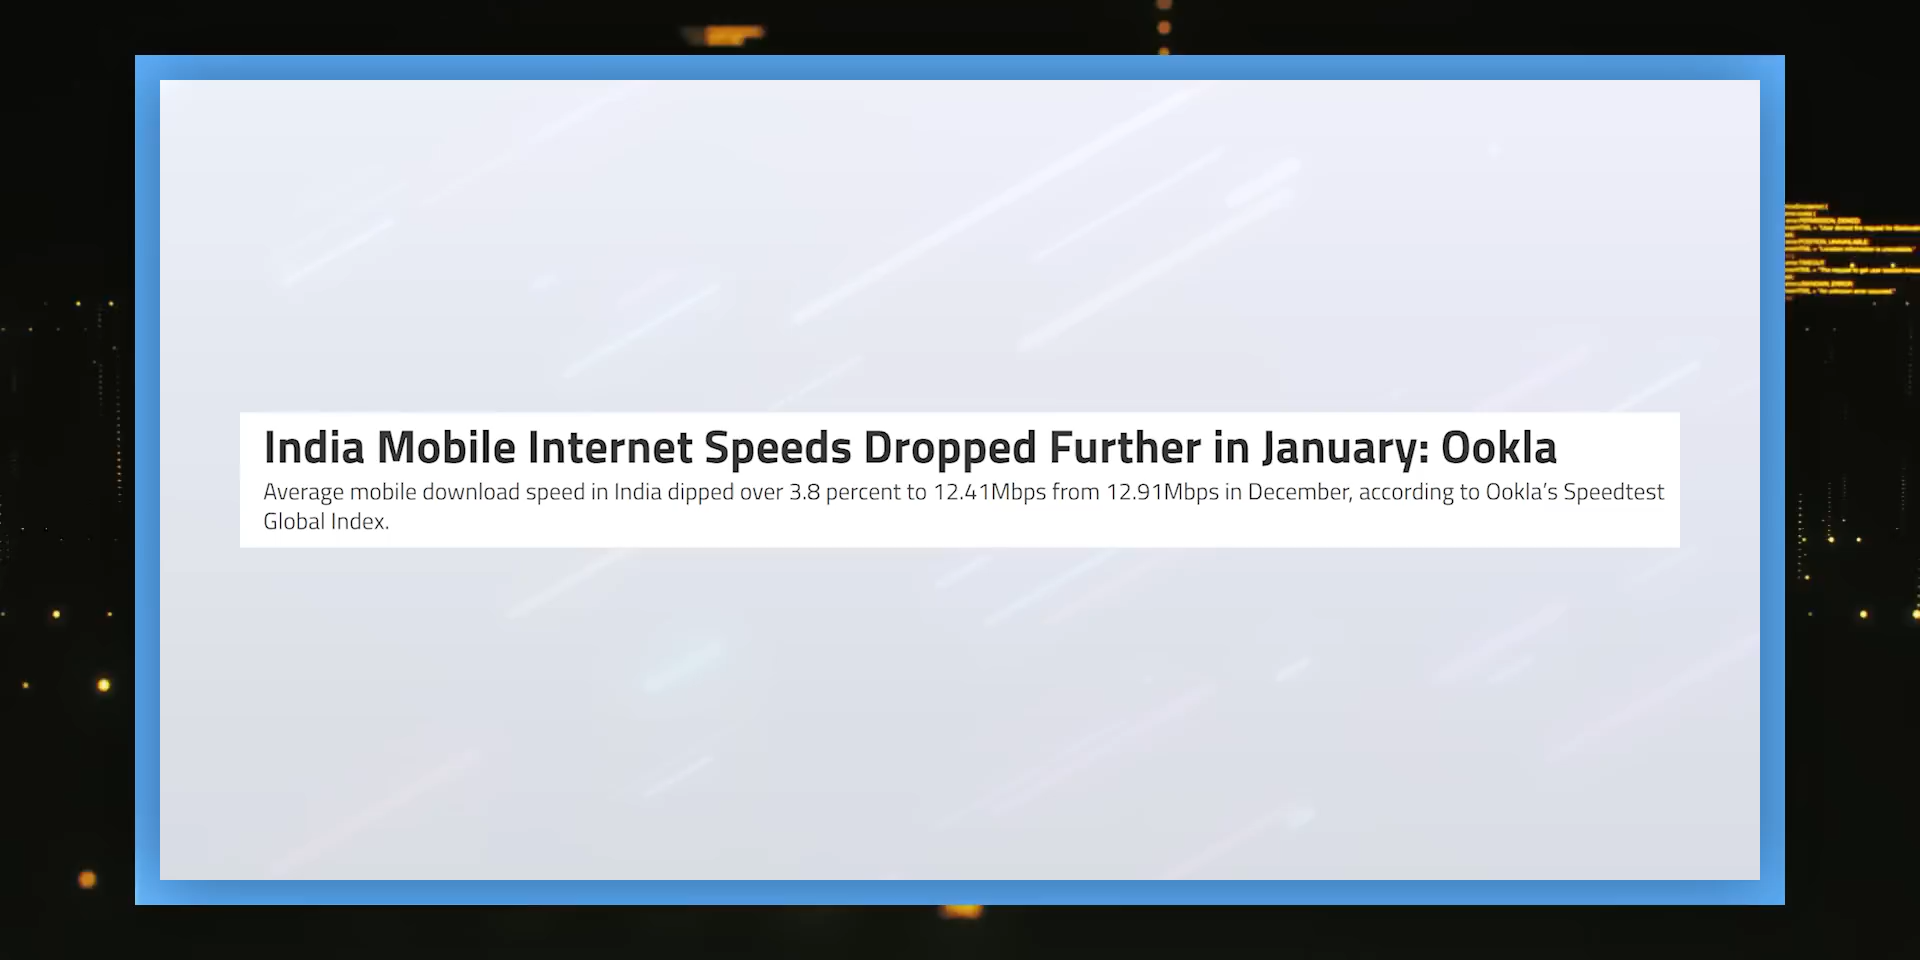 India Mobile Internet Speeds Dropped Further in January: Ookla
Average mobile download speed in India dipped over 3.8 percent to 12.41Mbps from 12.91Mbps in December, according to Ookla’s Speedtest
Global Index.